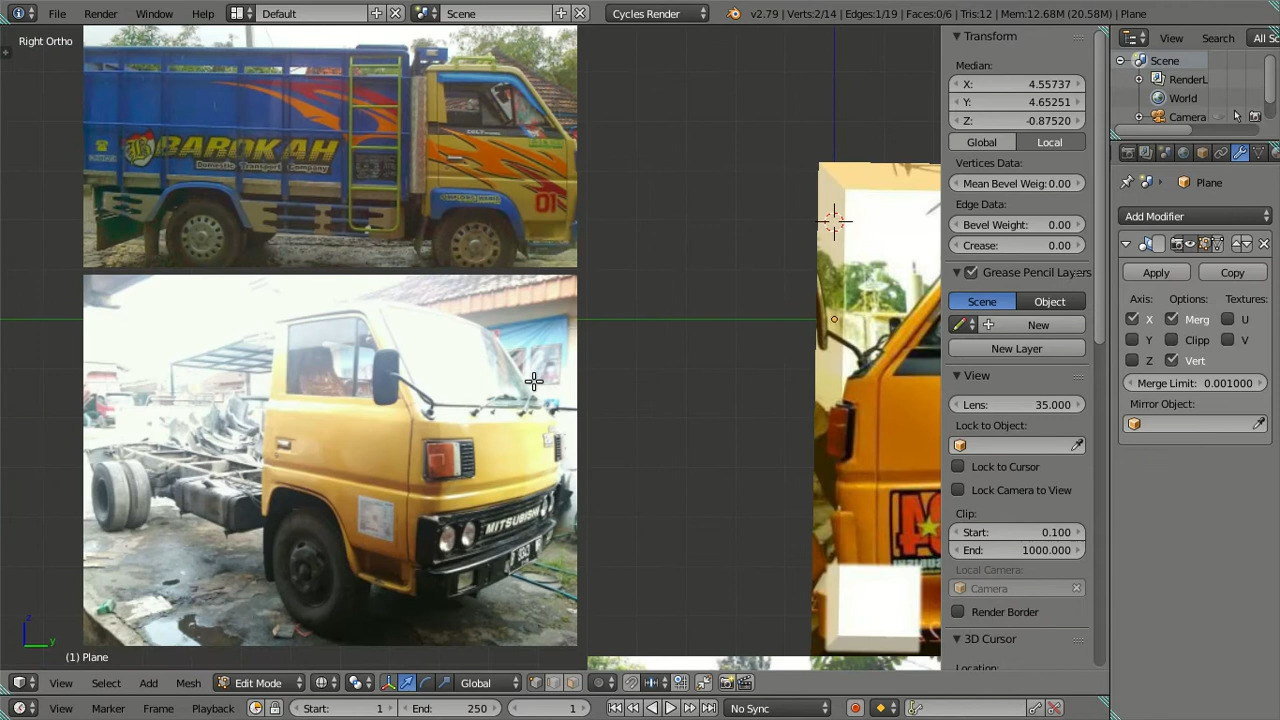 File Render Window Help Default Scene Cycles Render v2.79 | Verts:2/14 | Edges:1/19 | Faces:0/6 | Tris:12 | Mem:12.68M (20.58M) | Plane
Right Ortho
BAROKAH
Domestic Transport Company
COLT
01
MITSUBISHI
(1) Plane
z
y
Transform
Median:
X: 4.55737
Y: 4.65251
Z: -0.87520
Global Local
Vertices Data:
Mean Bevel Weig: 0.00
Edge Data:
Bevel Weight: 0.00
Crease: 0.00
Grease Pencil Layers
Scene Object
New
New Layer
View
Lens: 35.000
Lock to Object:
Lock to Cursor
Lock Camera to View
Clip:
Start: 0.100
End: 1000.000
Local Camera:
Camera
Render Border
3D Cursor
Location:
View Search All Sc
Scene
RenderL
World
Camera
Plane
Add Modifier
Apply Copy
Axis: Options: Textures:
X Merg U
Y Clipp V
Z Vert
Merge Limit: 0.001000
Mirror Object:
View Select Add Mesh Edit Mode Global
View Marker Frame Playback Start: 1 End: 250 1 No Sync